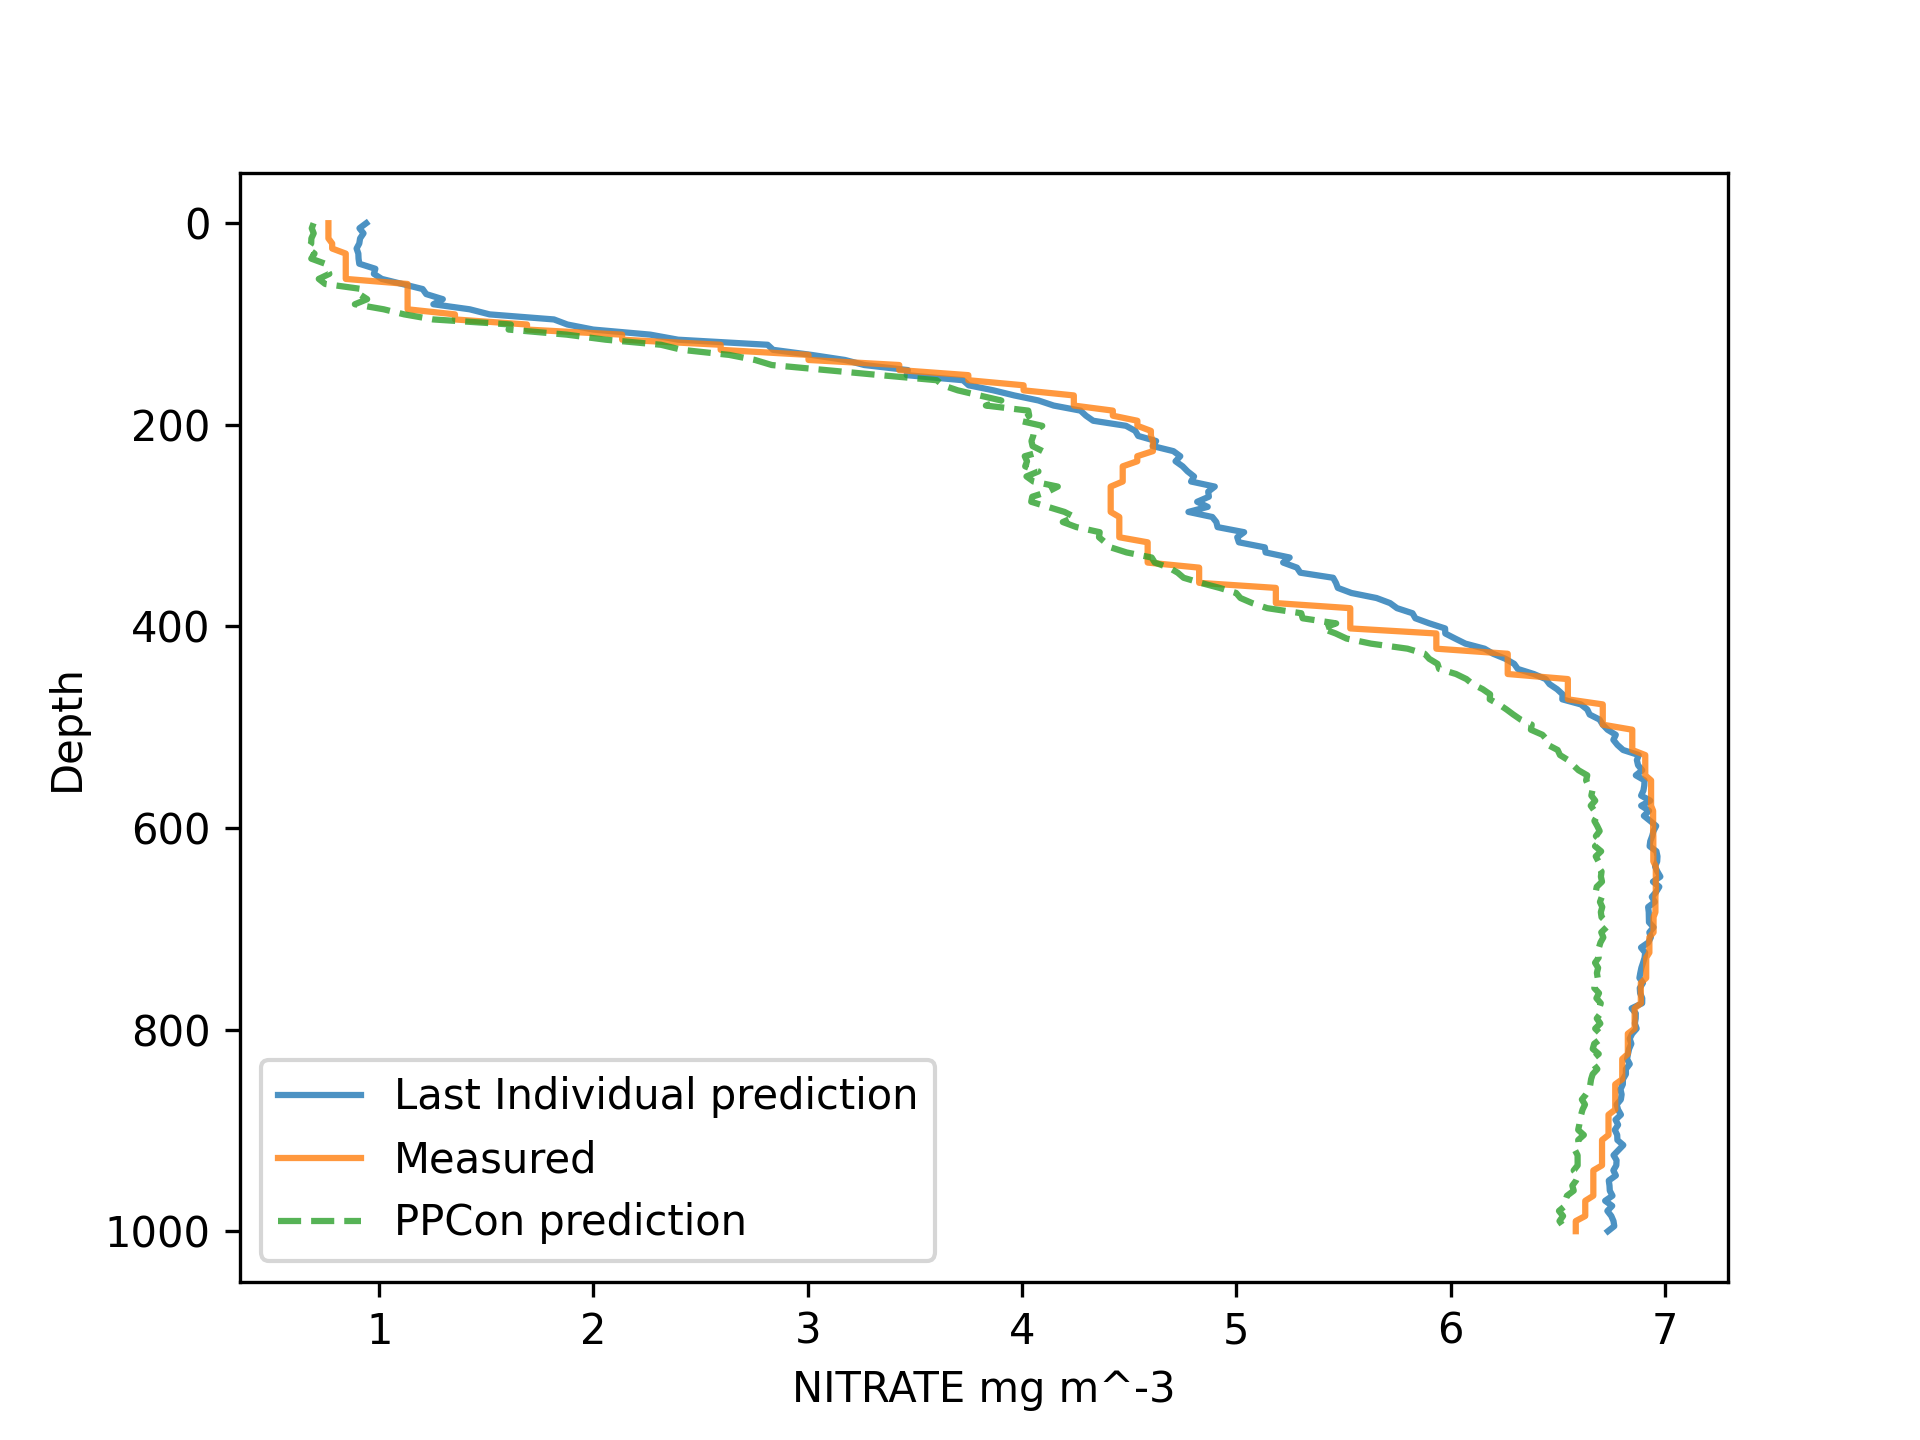 0
200
400
600
800
1000
Depth
Last Individual prediction
Measured
PPCon prediction
1 2 3 4 5 6 7
NITRATE mg m^-3